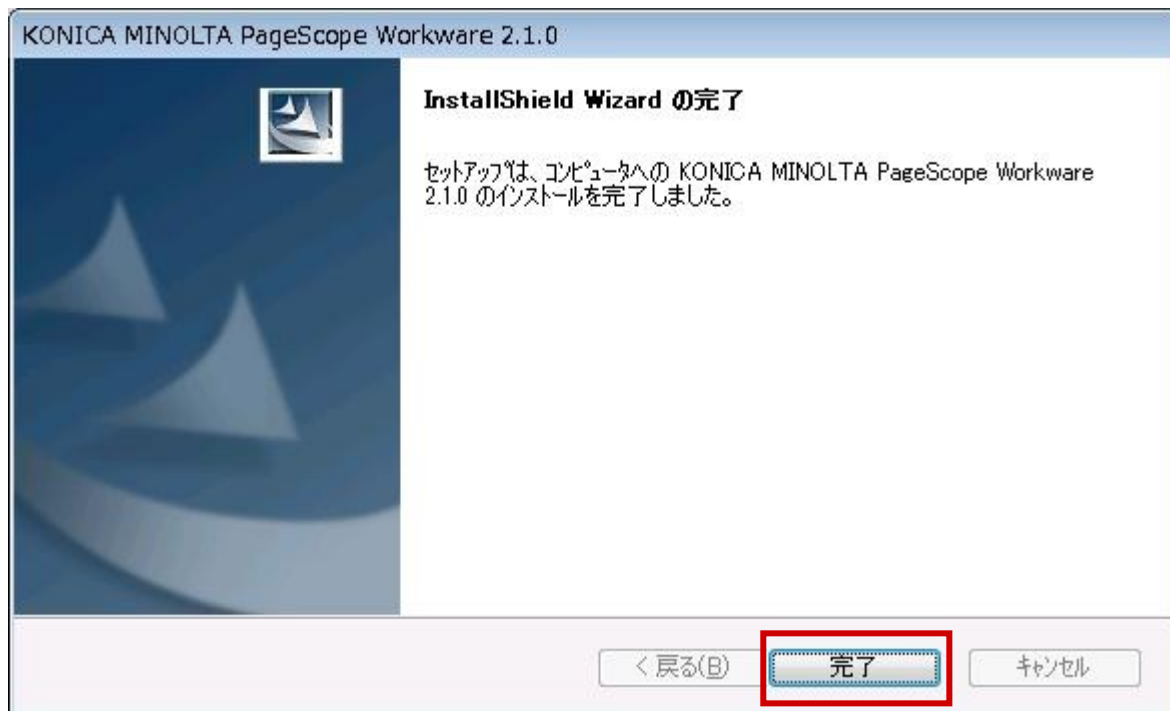 KONICA MINOLTA PageScope Workware 2.1.0
InstallShield Wizard の完了
セットアップは、コンピュータへの KONICA MINOLTA PageScope Workware
2.1.0 のインストールを完了しました。
< 戻る(B) 完了 キャンセル